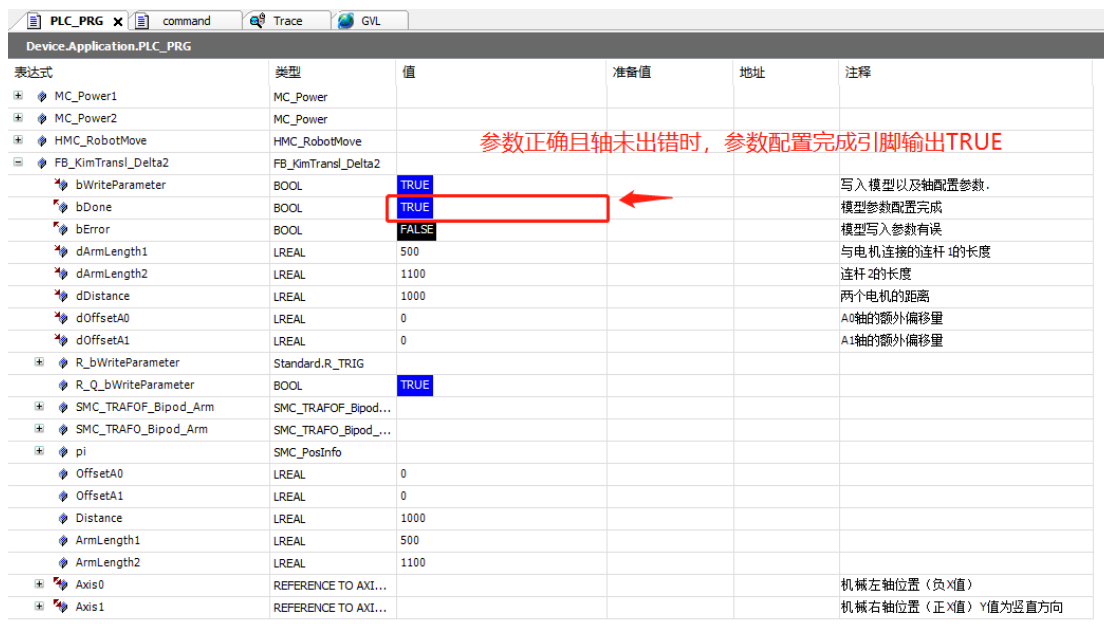 PLC_PRG command Trace GVL
Device.Application.PLC_PRG
表达式 类型 值 准备值 地址 注释
MC_Power1 MC_Power
MC_Power2 MC_Power
HMC_RobotMove HMC_RobotMove
参数正确且轴未出错时，参数配置完成引脚输出TRUE
FB_KimTransl_Delta2 FB_KimTransl_Delta2
bWriteParameter BOOL TRUE 写入模型以及轴配置参数.
bDone BOOL TRUE 模型参数配置完成
bError BOOL FALSE 模型写入参数有误
dArmLength1 LREAL 500 与电机连接的连杆1的长度
dArmLength2 LREAL 1100 连杆2的长度
dDistance LREAL 1000 两个电机的距离
dOffsetA0 LREAL 0 A0轴的额外偏移量
dOffsetA1 LREAL 0 A1轴的额外偏移量
R_bWriteParameter Standard.R_TRIG
R_Q_bWriteParameter BOOL TRUE
SMC_TRAFOF_Bipod_Arm SMC_TRAFOF_Bipod...
SMC_TRAFO_Bipod_Arm SMC_TRAFO_Bipod_...
pi SMC_PosInfo
OffsetA0 LREAL 0
OffsetA1 LREAL 0
Distance LREAL 1000
ArmLength1 LREAL 500
ArmLength2 LREAL 1100
Axis0 REFERENCE TO AXI... 机械左轴位置（负X值）
Axis1 REFERENCE TO AXI... 机械右轴位置（正X值）Y值为竖直方向